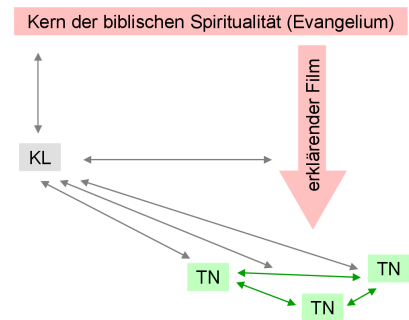 Kern der biblischen Spiritualität (Evangelium)
erklärender Film
KL
TN
TN
TN